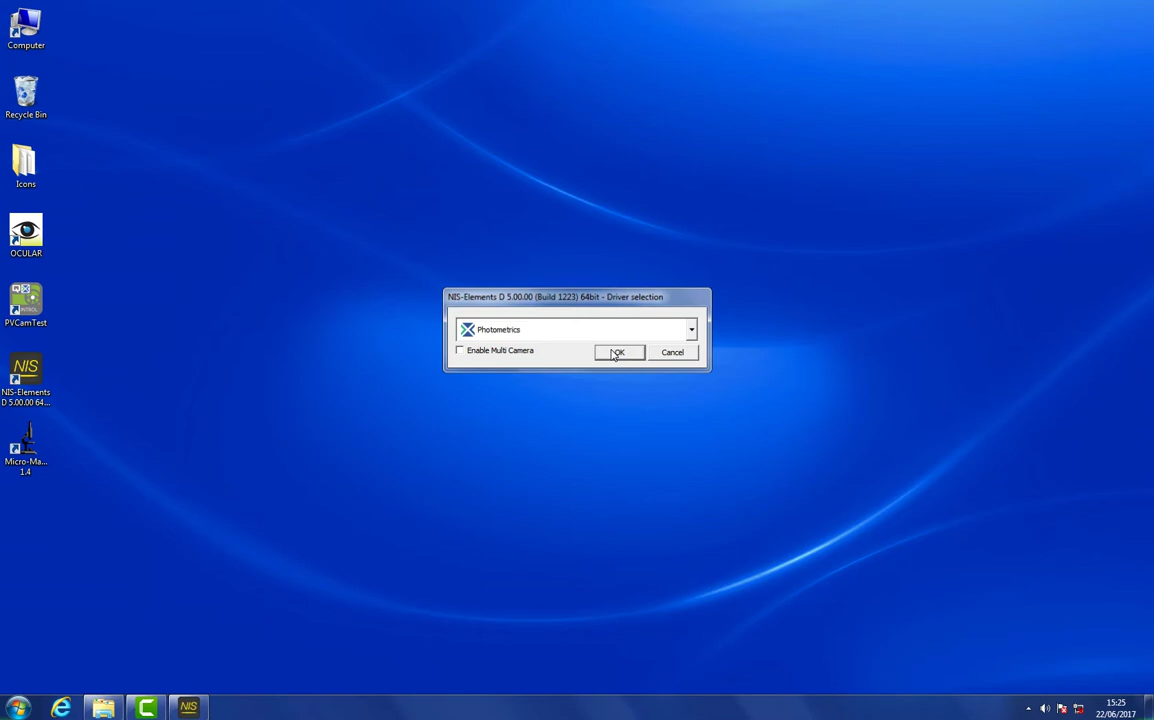 Computer
Recycle Bin
Icons
OCULAR
PVCamTest
NIS-Elements
D 5.00.00 64...
Micro-Ma...
1.4
NIS-Elements D 5.00.00 (Build 1223) 64bit - Driver selection
Photometrics
Enable Multi Camera
OK
Cancel
NIS
NIS
15:25
22/06/2017